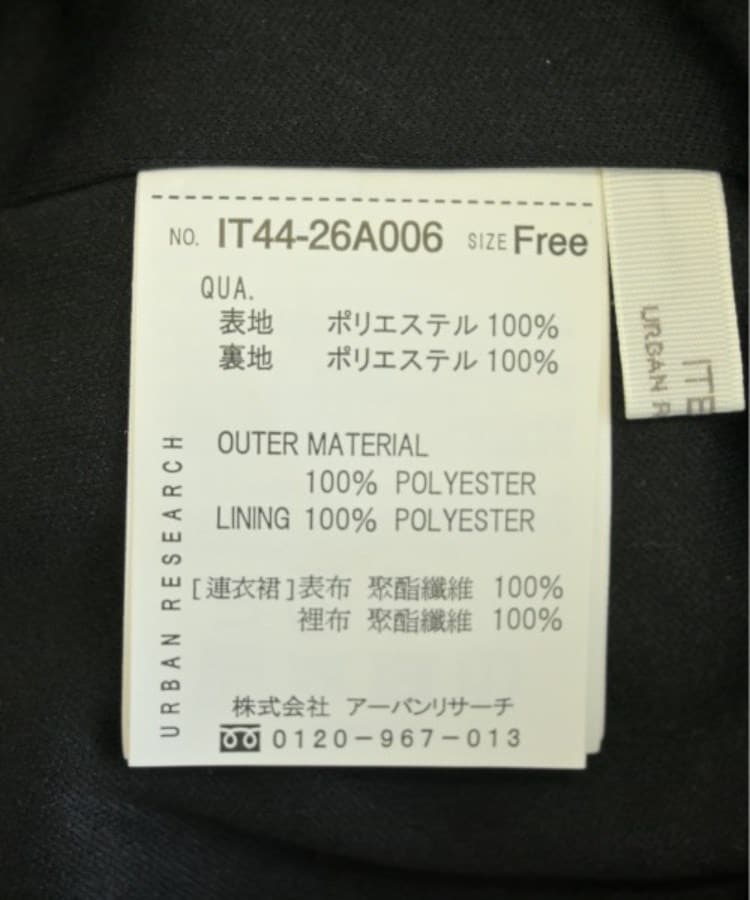 NO. IT44-26A006 SIZE Free
QUA.
表地 ポリエステル 100%
裏地 ポリエステル 100%
OUTER MATERIAL
100% POLYESTER
LINING 100% POLYESTER
[連衣裙]表布 聚酯纖維 100%
裡布 聚酯纖維 100%
株式会社 アーバンリサーチ
0120-967-013
URBAN RESEARCH
ITE
URBAN R